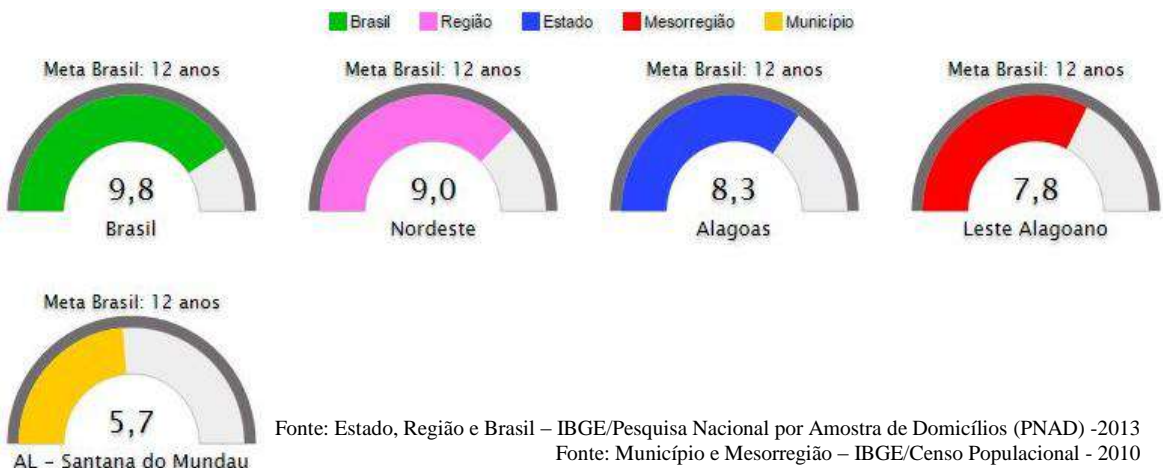 Brasil Região Estado Mesorregião Município
Meta Brasil: 12 anos Meta Brasil: 12 anos Meta Brasil: 12 anos Meta Brasil: 12 anos
9,8 9,0 8,3 7,8
Brasil Nordeste Alagoas Leste Alagoano
Meta Brasil: 12 anos
5,7
AL - Santana do Mundau
Fonte: Estado, Região e Brasil – IBGE/Pesquisa Nacional por Amostra de Domicílios (PNAD) -2013
Fonte: Município e Mesorregião – IBGE/Censo Populacional - 2010